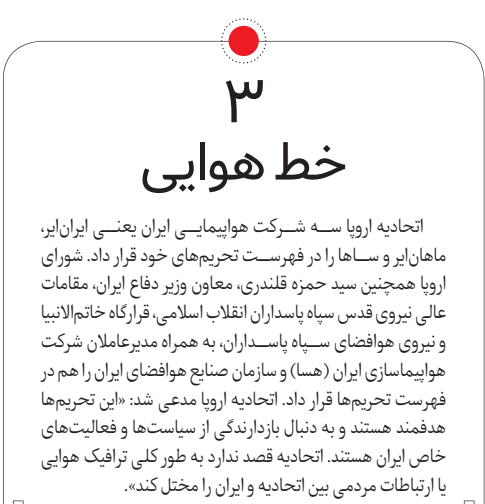 ۳
خط هوایی
اتحادیه اروپا سه شرکت هواپیمایی ایران یعنی ایران‌ایر،
ماهان‌ایر و ساها را در فهرست تحریم‌های خود قرار داد. شورای
اروپا همچنین سید حمزه قلندری، معاون وزیر دفاع ایران، مقامات
عالی نیروی قدس سپاه پاسداران انقلاب اسلامی، قرارگاه خاتم‌الانبیا
و نیروی هوافضای سپاه پاسداران، به همراه مدیرعاملان شرکت
هواپیماسازی ایران (هسا) و سازمان صنایع هوافضای ایران را هم در
فهرست تحریم‌ها قرار داد. اتحادیه اروپا مدعی شد: «این تحریم‌ها
هدفمند هستند و به دنبال بازدارندگی از سیاست‌ها و فعالیت‌های
خاص ایران هستند. اتحادیه قصد ندارد به طور کلی ترافیک هوایی
یا ارتباطات مردمی بین اتحادیه و ایران را مختل کند».